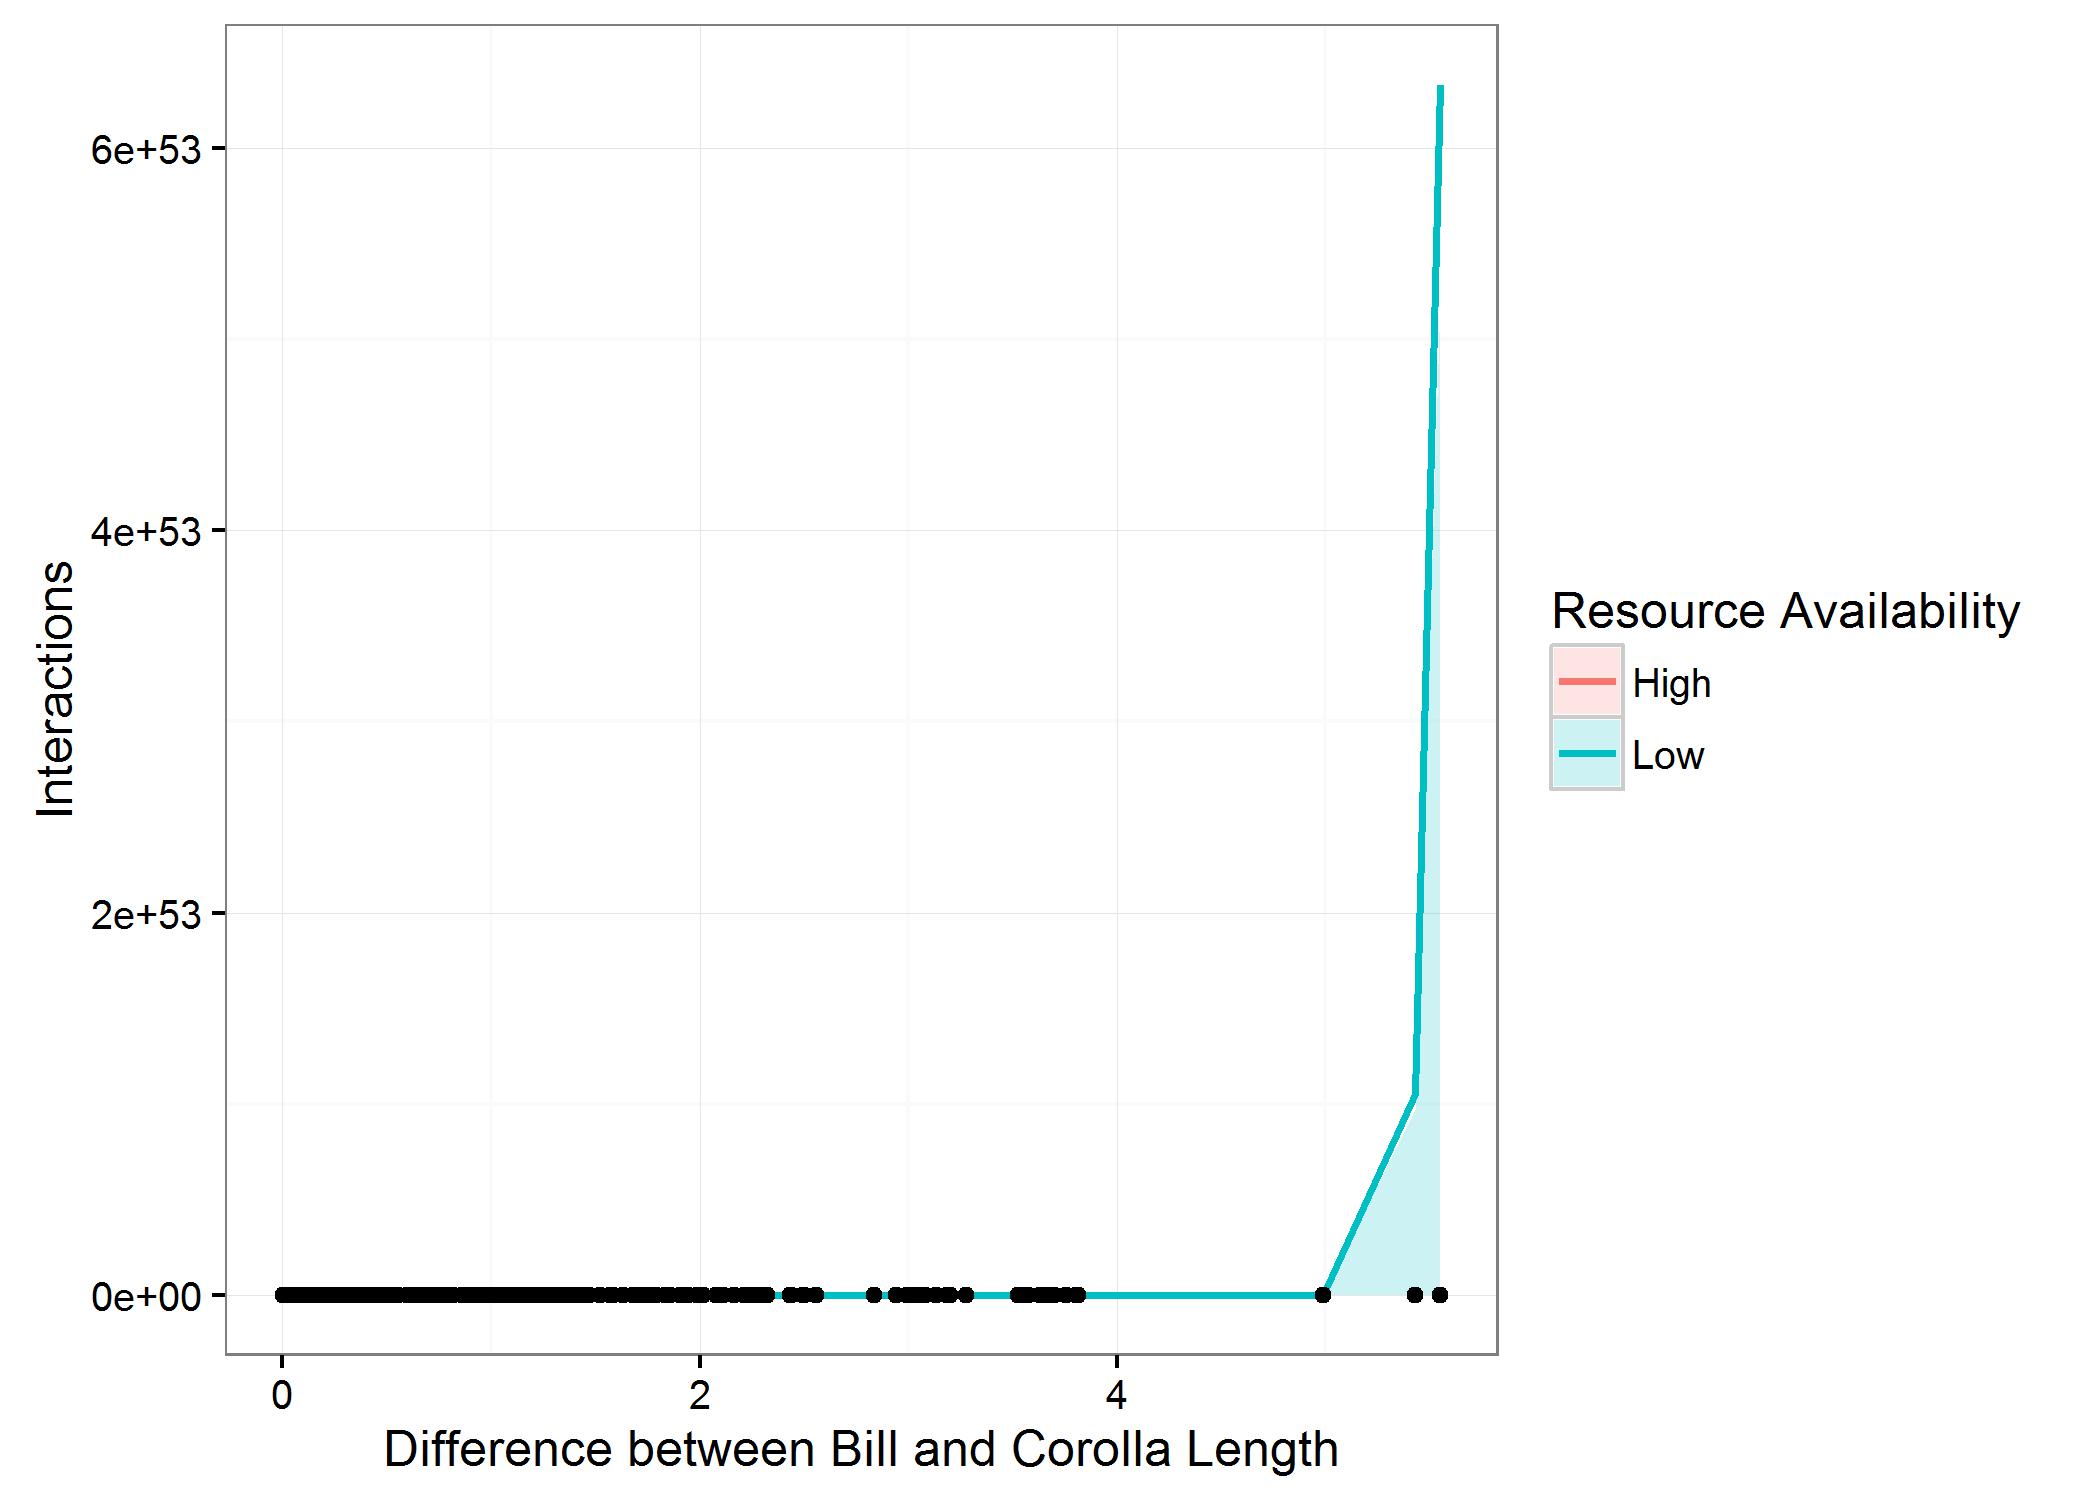 6e+53
4e+53
2e+53
0e+00
0 2 4
Interactions
Difference between Bill and Corolla Length
Resource Availability
High
Low